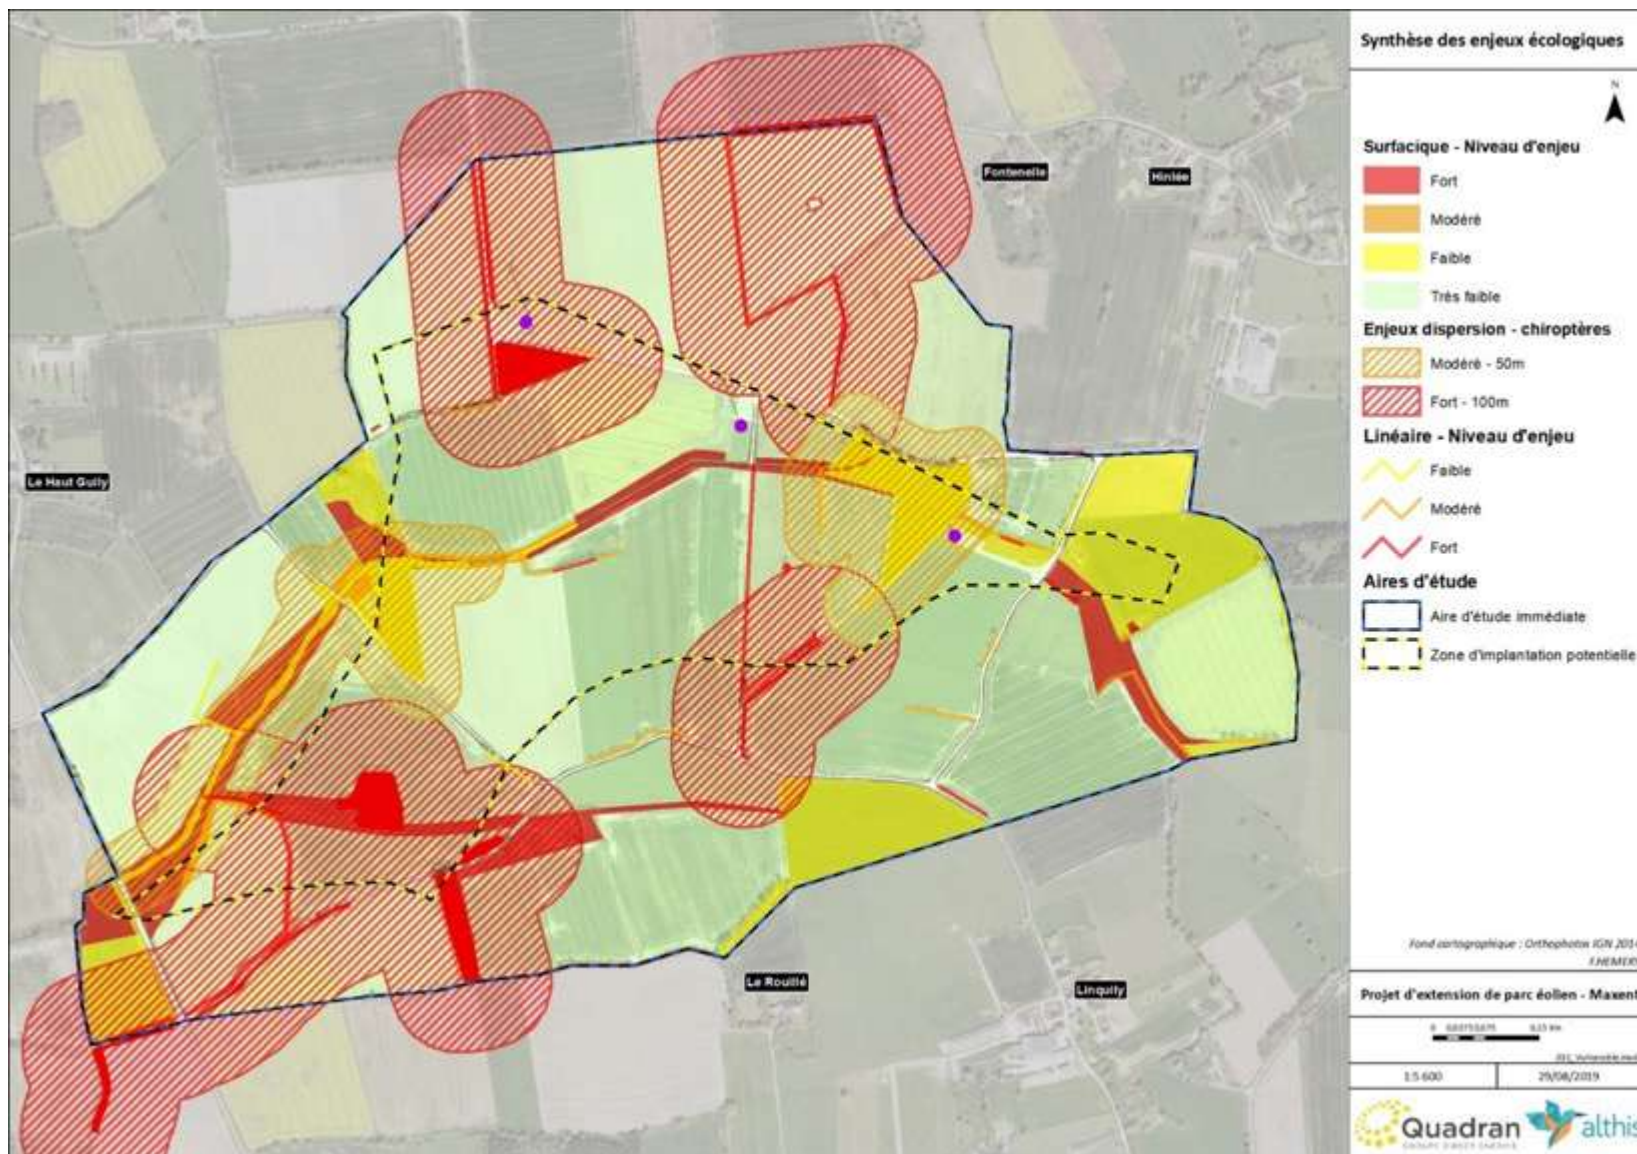 Synthèse des enjeux écologiques
N
Surfacique - Niveau d'enjeu
Fort
Modéré
Faible
Très faible
Enjeux dispersion - chiroptères
Modéré - 50m
Fort - 100m
Linéaire - Niveau d'enjeu
Faible
Modéré
Fort
Aires d'étude
Aire d'étude immédiate
Zone d'implantation potentielle
Fontenelle
Hinlée
Le Haut Gully
Le Rouillé
Linquily
Fond cartographique : Orthophotos IGN 201
F.HEMER
Projet d'extension de parc éolien - Maxent
1:5 600
29/08/2019
Quadran
althis